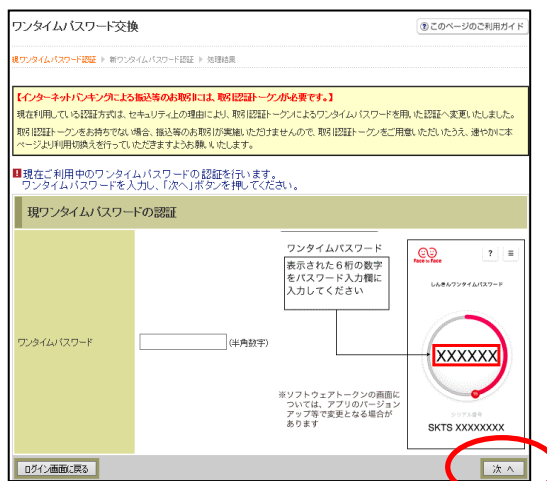 ワンタイムパスワード交換
?このページのご利用ガイド
現ワンタイムパスワード認証 ▶ 新ワンタイムパスワード認証 ▶ 処理結果
【インターネットバンキングによる振込等のお取引には、取引認証トークンが必要です。】
現在利用している認証方式は、セキュリティ上の理由により、取引認証トークンによるワンタイムパスワードを用いた認証へ変更いたしました。
取引認証トークンをお持ちでない場合、振込等のお取引が実施いただけませんので、取引認証トークンをご用意いただいたうえ、速やかに本
ページより利用切換えを行っていただきますようお願いいたします。
現在ご利用中のワンタイムパスワードの認証を行います。
ワンタイムパスワードを入力し、「次へ」ボタンを押してください。
現ワンタイムパスワードの認証
ワンタイムパスワード
(半角数字)
ワンタイムパスワード
表示された6桁の数字
をパスワード入力欄に
入力してください
※ソフトウェアトークンの画面に
ついては、アプリのバージョン
アップ等で変更となる場合が
あります
Face to Face
? ≡
しんきんワンタイムパスワード
XXXXXX
シリアル番号
SKTS XXXXXXXX
ログイン画面に戻る
次 へ